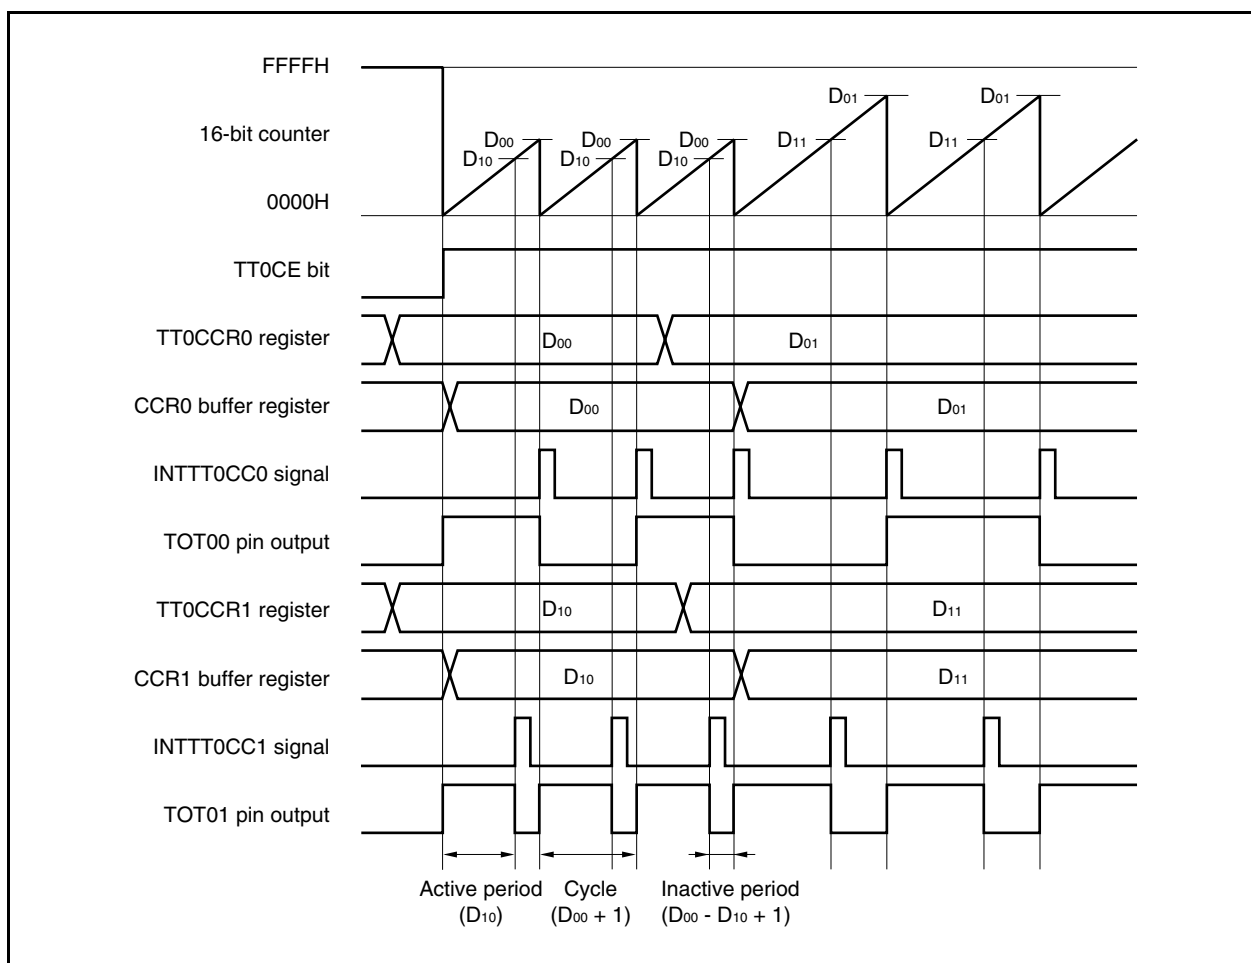 FFFFH
D01 D01
16-bit counter D00 D00 D00 D11 D11
D10 D10 D10
0000H
TT0CE bit
TT0CCR0 register D00 D01
CCR0 buffer register D00 D01
INTTT0CC0 signal
TOT00 pin output
TT0CCR1 register D10 D11
CCR1 buffer register D10 D11
INTTT0CC1 signal
TOT01 pin output
Active period Cycle Inactive period
(D10) (D00 + 1) (D00 - D10 + 1)